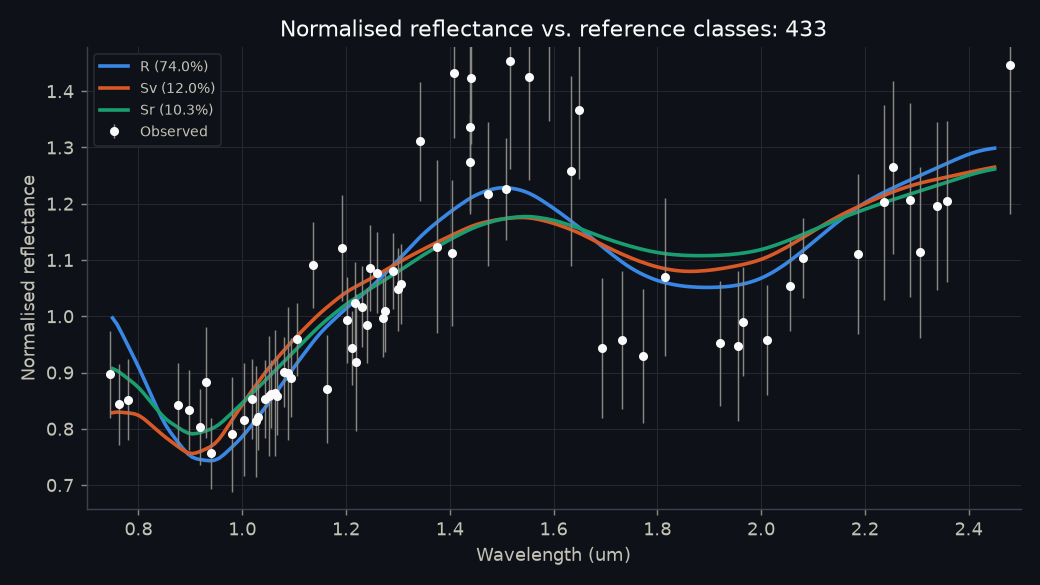 Normalised reflectance vs. reference classes: 433
R (74.0%)
Sv (12.0%)
Sr (10.3%)
Observed
Normalised reflectance
1.4
1.3
1.2
1.1
1.0
0.9
0.8
0.7
0.8 1.0 1.2 1.4 1.6 1.8 2.0 2.2 2.4
Wavelength (um)